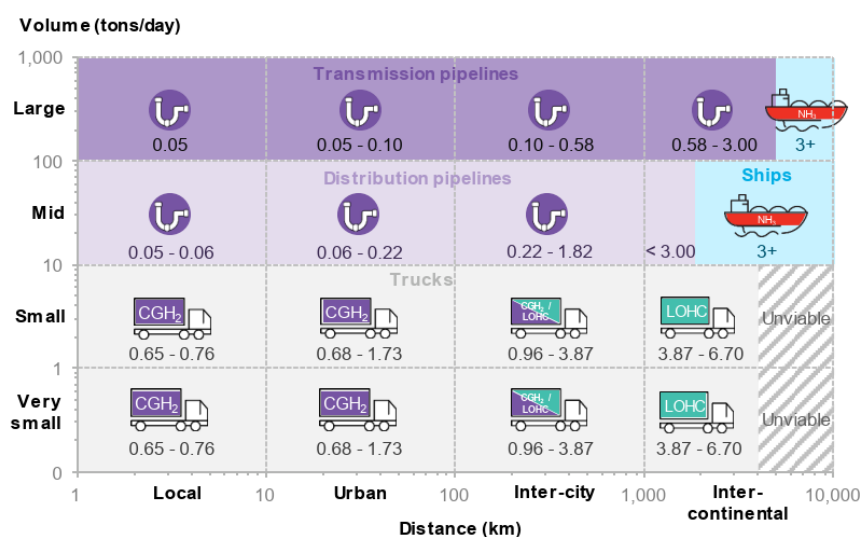 Volume (tons/day)
1,000
Transmission pipelines
Large
NH₃
0.05
0.05 - 0.10
0.10 - 0.58
0.58 - 3.00
3+
100
Distribution pipelines
Ships
Mid
NH₃
0.05 - 0.06
0.06 - 0.22
0.22 - 1.82
< 3.00
3+
10
Trucks
Small
CGH₂
CGH₂
CGH₂ /
LOHC
LOHC
Unviable
0.65 - 0.76
0.68 - 1.73
0.96 - 3.87
3.87 - 6.70
1
Very
small
CGH₂
CGH₂
CGH₂ /
LOHC
LOHC
Unviable
0.65 - 0.76
0.68 - 1.73
0.96 - 3.87
3.87 - 6.70
0
1
Local
10
Urban
100
Inter-city
1,000
Inter-
continental
10,000
Distance (km)